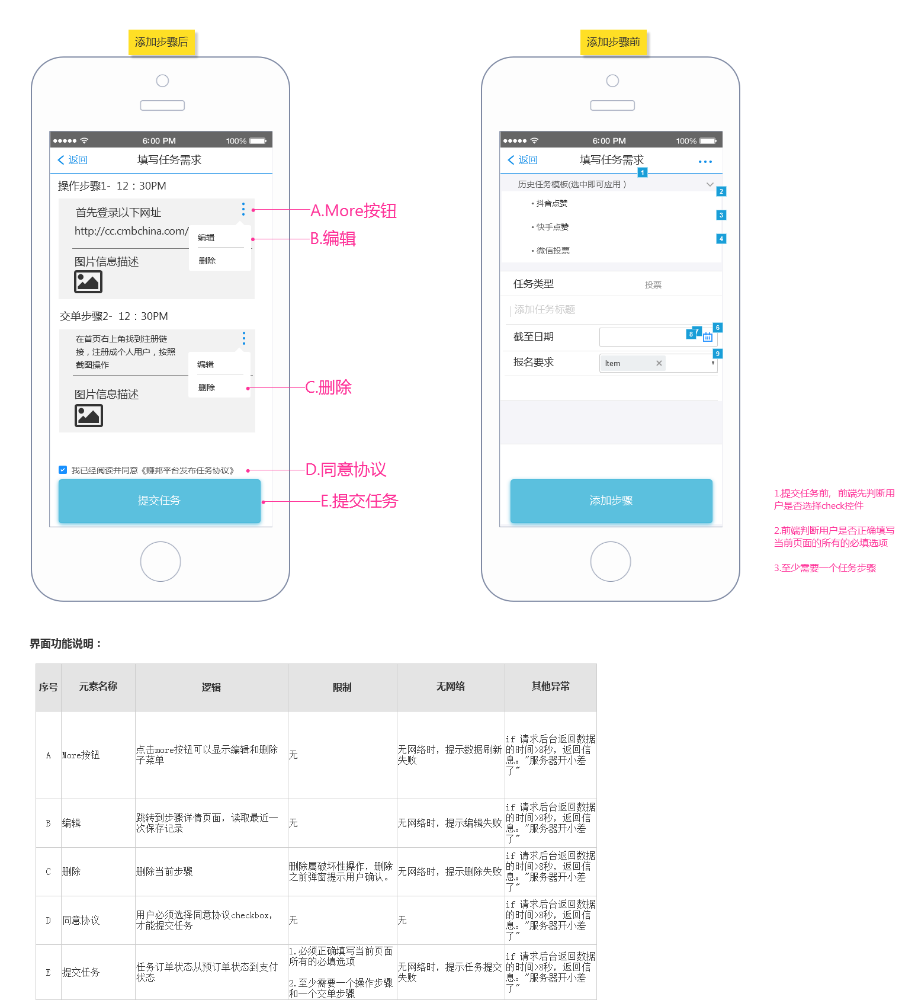 添加步骤后
6:00 PM
100%
返回
填写任务需求
操作步骤1- 12：30PM
首先登录以下网址
http://cc.cmbchina.com/
编辑
删除
图片信息描述
交单步骤2- 12：30PM
在首页右上角找到注册链
接，注册成个人用户，按照
截图操作
编辑
删除
图片信息描述
我已经阅读并同意《赚邦平台发布任务协议》
提交任务
A.More按钮
B.编辑
C.删除
D.同意协议
E.提交任务
添加步骤前
6:00 PM
100%
返回
填写任务需求
1
历史任务模板(选中即可应用 )
2
• 抖音点赞
3
• 快手点赞
4
• 微信投票
任务类型
投票
添加任务标题
截至日期
8
7
6
报名要求
Item
9
添加步骤
1.提交任务前，前端先判断用
户是否选择check控件
2.前端判断用户是否正确填写
当前页面的所有的必填选项
3.至少需要一个任务步骤
界面功能说明：
序号 元素名称 逻辑 限制 无网络 其他异常
A
More按钮
点击more按钮可以显示编辑和删除
子菜单
无
无网络时，提示数据刷新
失败
if 请求后台返回数据
的时间>8秒，返回信
息："服务器开小差
了"
B
编辑
跳转到步骤详情页面，读取最近一
次保存记录
无
无网络时，提示编辑失败
if 请求后台返回数据
的时间>8秒，返回信
息："服务器开小差
了"
C
删除
删除当前步骤
删除属破坏性操作，删除
之前弹窗提示用户确认。
无网络时，提示删除失败
if 请求后台返回数据
的时间>8秒，返回信
息："服务器开小差
了"
D
同意协议
用户必须选择同意协议checkbox，
才能提交任务
无
无
if 请求后台返回数据
的时间>8秒，返回信
息："服务器开小差
了"
E
提交任务
任务订单状态从预订单状态到支付
状态
1.必须正确填写当前页面
所有的必填选项
2.至少需要一个操作步骤
和一个交单步骤
无网络时，提示任务提交
失败
if 请求后台返回数据
的时间>8秒，返回信
息："服务器开小差
了"